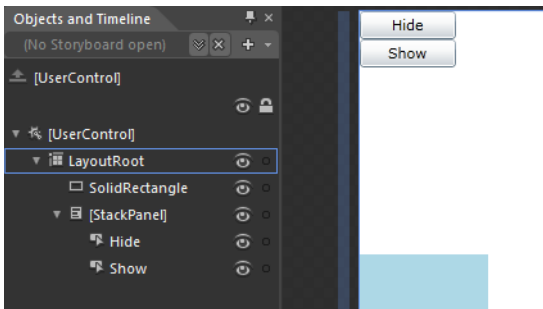 Objects and Timeline
(No Storyboard open)
[UserControl]
[UserControl]
LayoutRoot
SolidRectangle
[StackPanel]
Hide
Show
Hide
Show